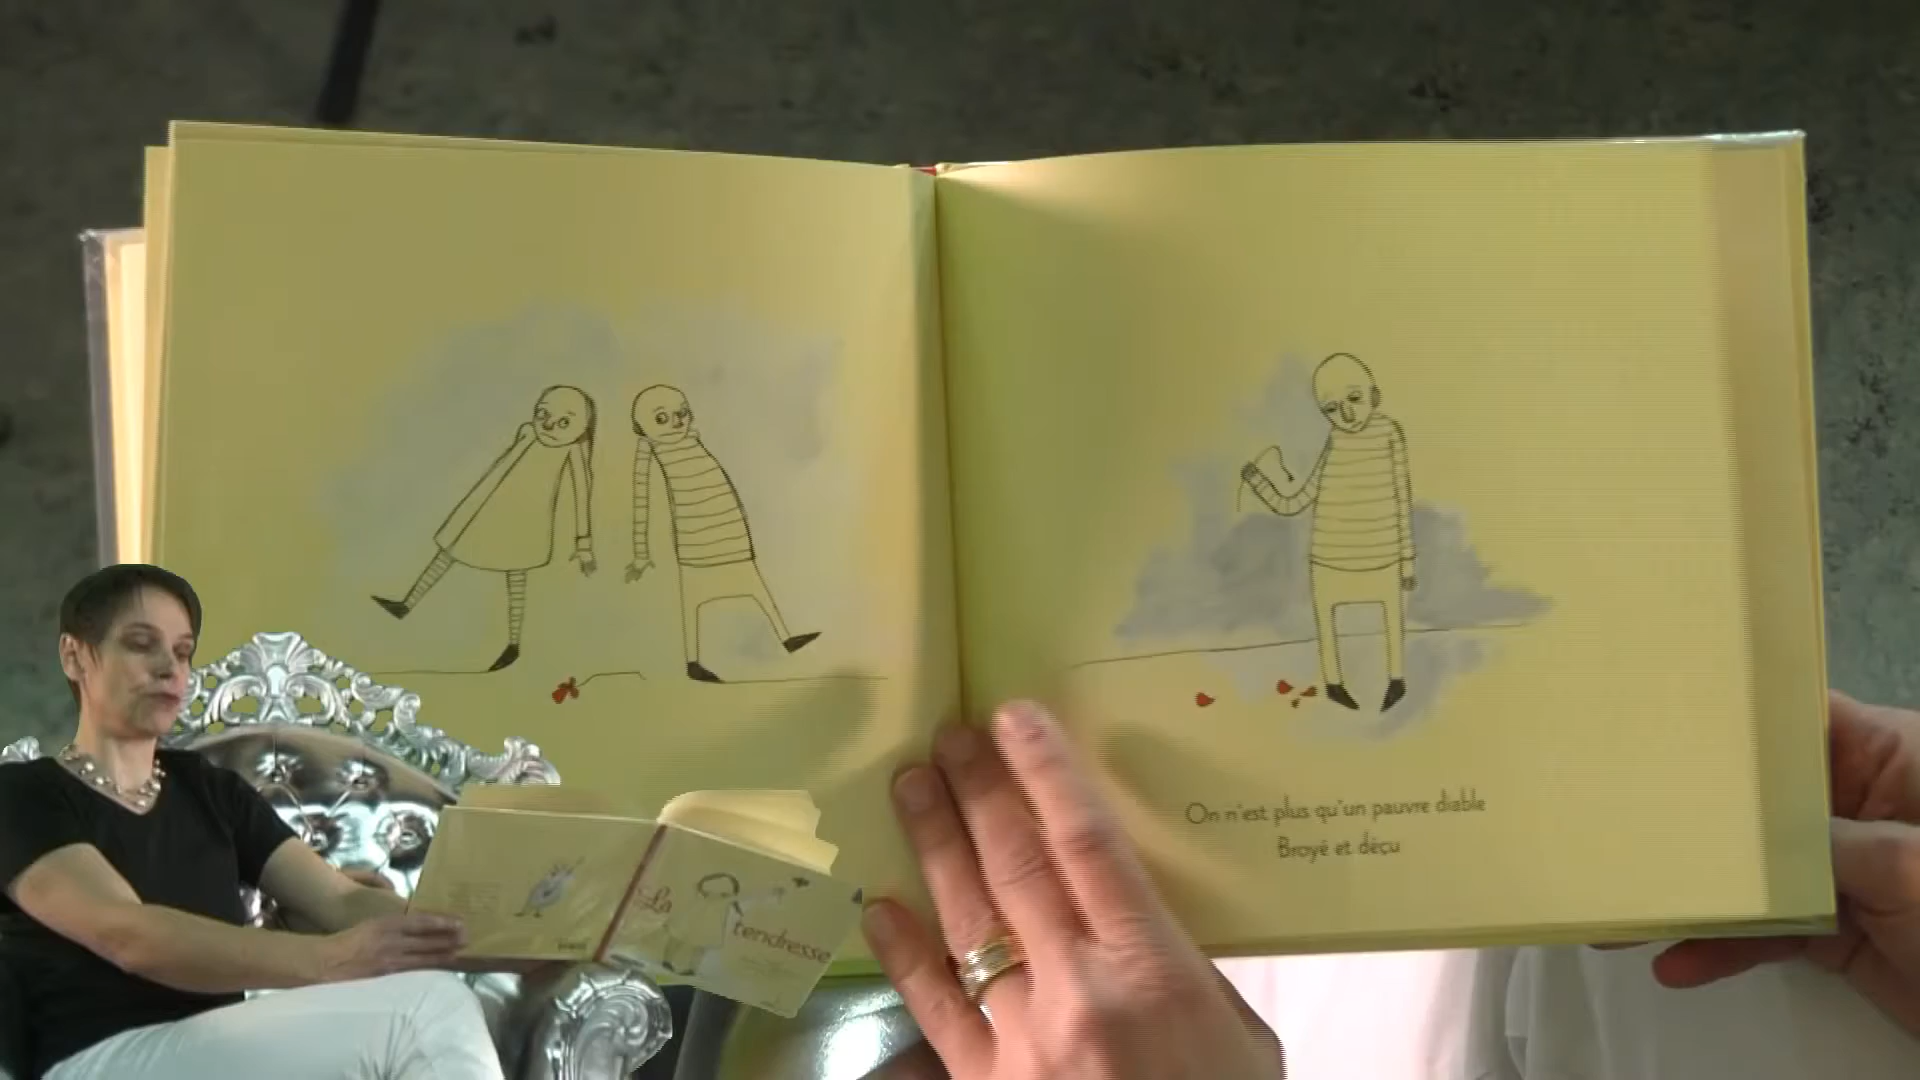 On n'est plus qu'un pauvre diable
Broyé et déçu
La
tendresse